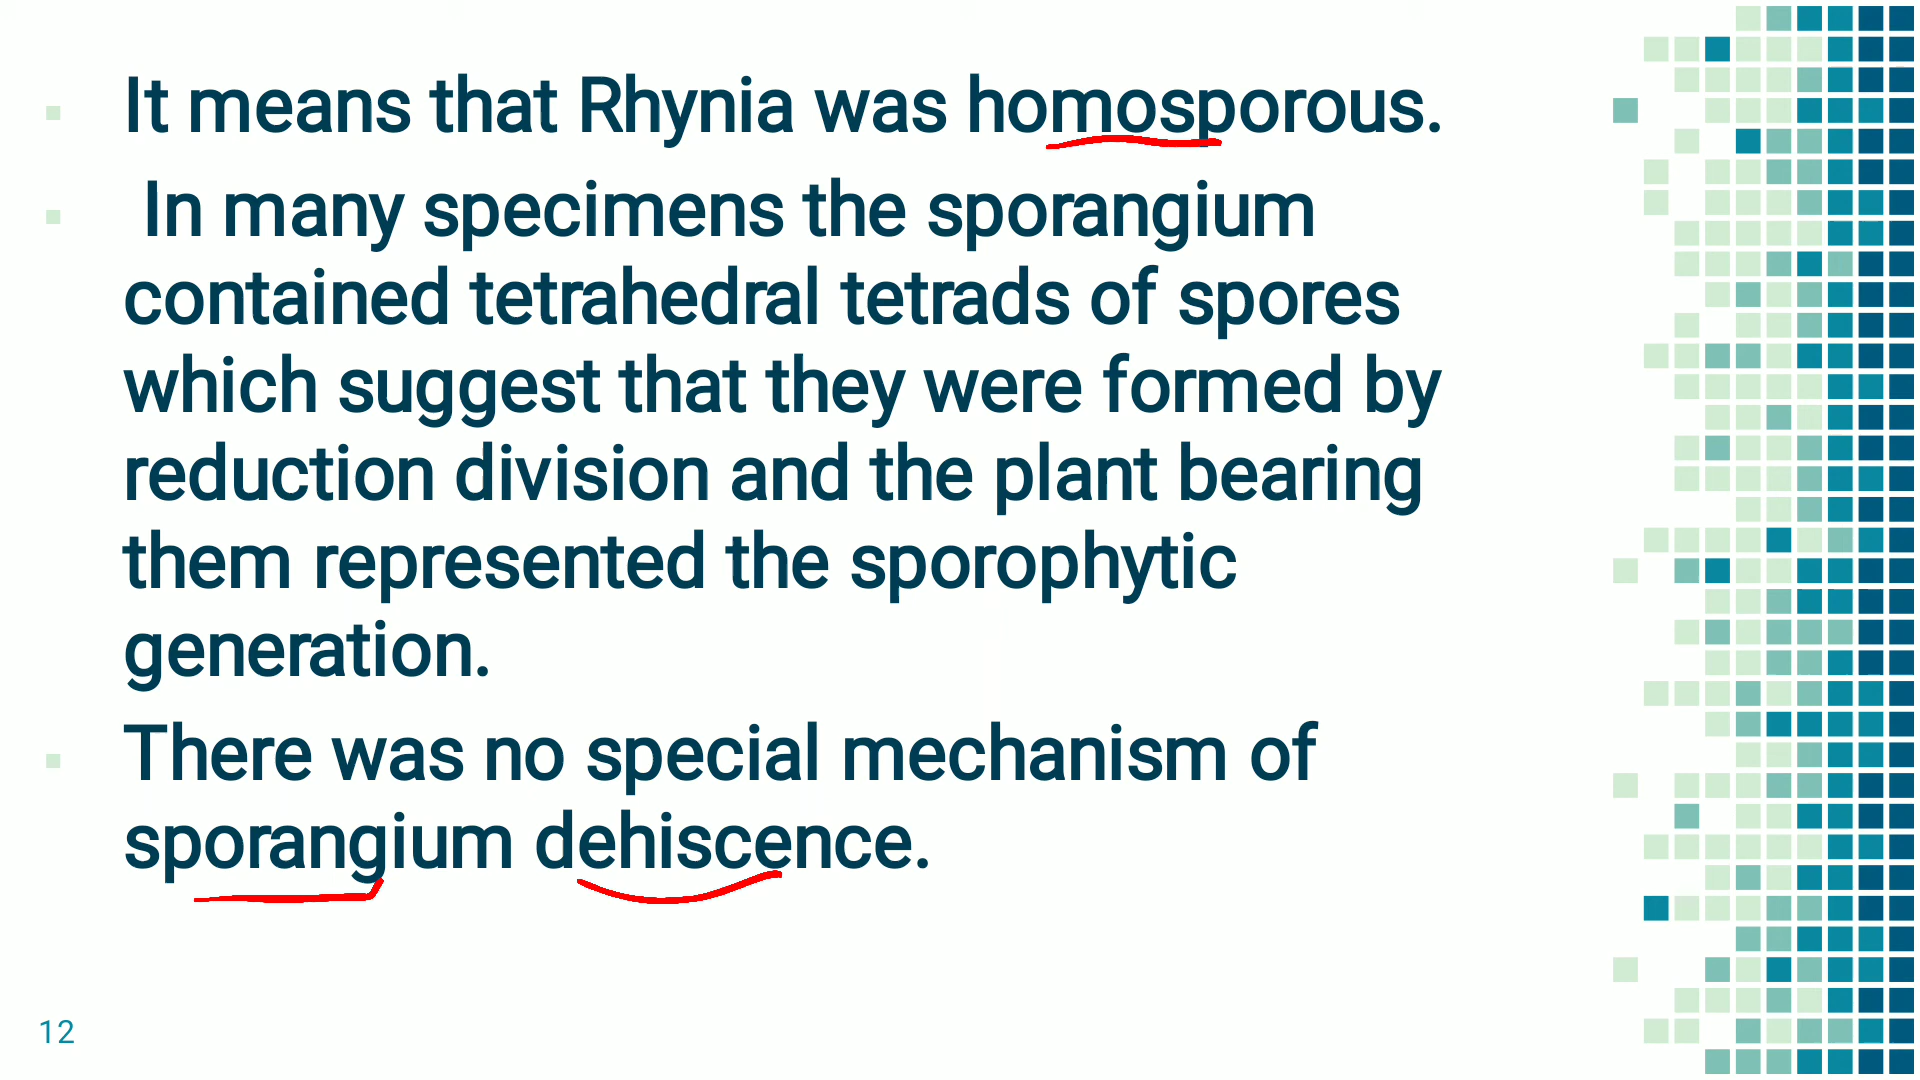 It means that Rhynia was homosporous.
In many specimens the sporangium
contained tetrahedral tetrads of spores
which suggest that they were formed by
reduction division and the plant bearing
them represented the sporophytic
generation.
There was no special mechanism of
sporangium dehiscence.
12